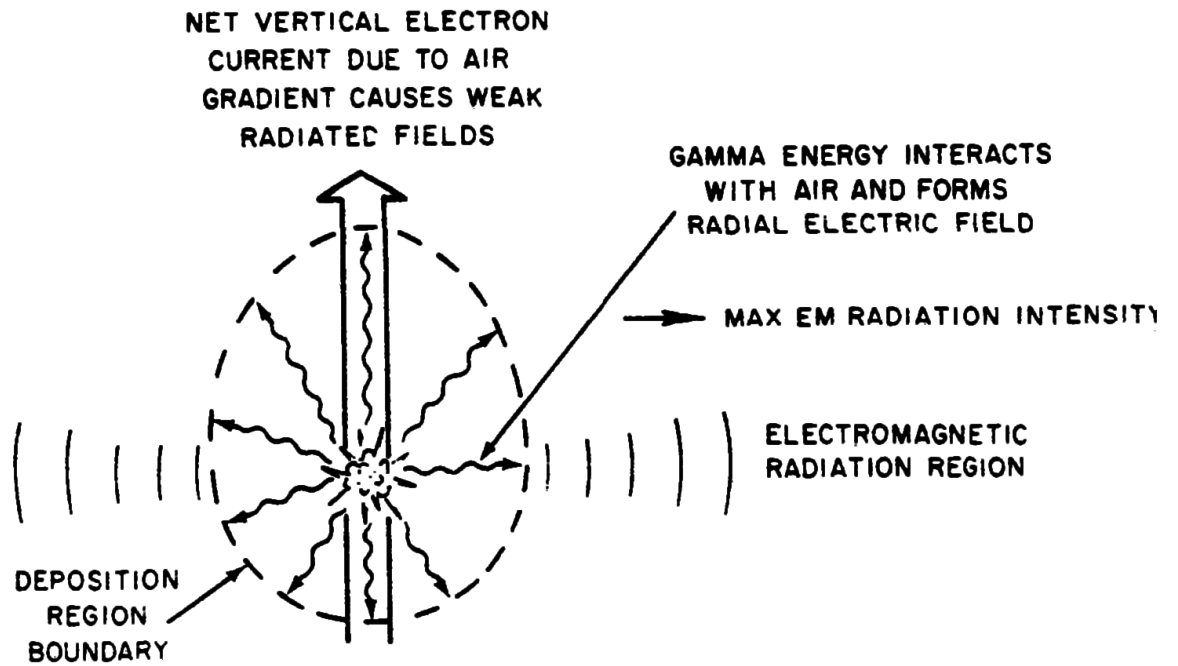 NET VERTICAL ELECTRON
CURRENT DUE TO AIR
GRADIENT CAUSES WEAK
RADIATED FIELDS
GAMMA ENERGY INTERACTS
WITH AIR AND FORMS
RADIAL ELECTRIC FIELD
MAX EM RADIATION INTENSITY
ELECTROMAGNETIC
RADIATION REGION
DEPOSITION
REGION
BOUNDARY